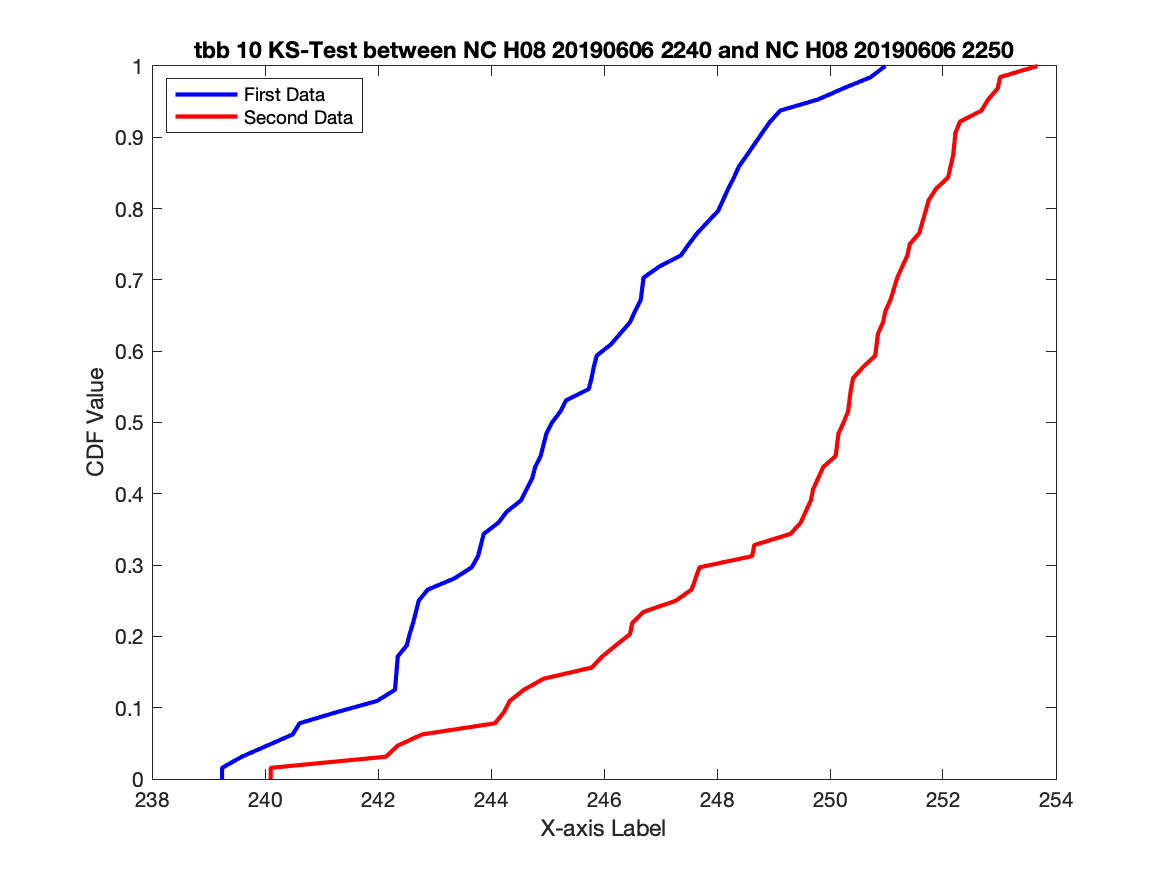 tbb 10 KS-Test between NC H08 20190606 2240 and NC H08 20190606 2250
First Data
Second Data
1
0.9
0.8
0.7
0.6
0.5
0.4
0.3
0.2
0.1
0
CDF Value
238 240 242 244 246 248 250 252 254
X-axis Label